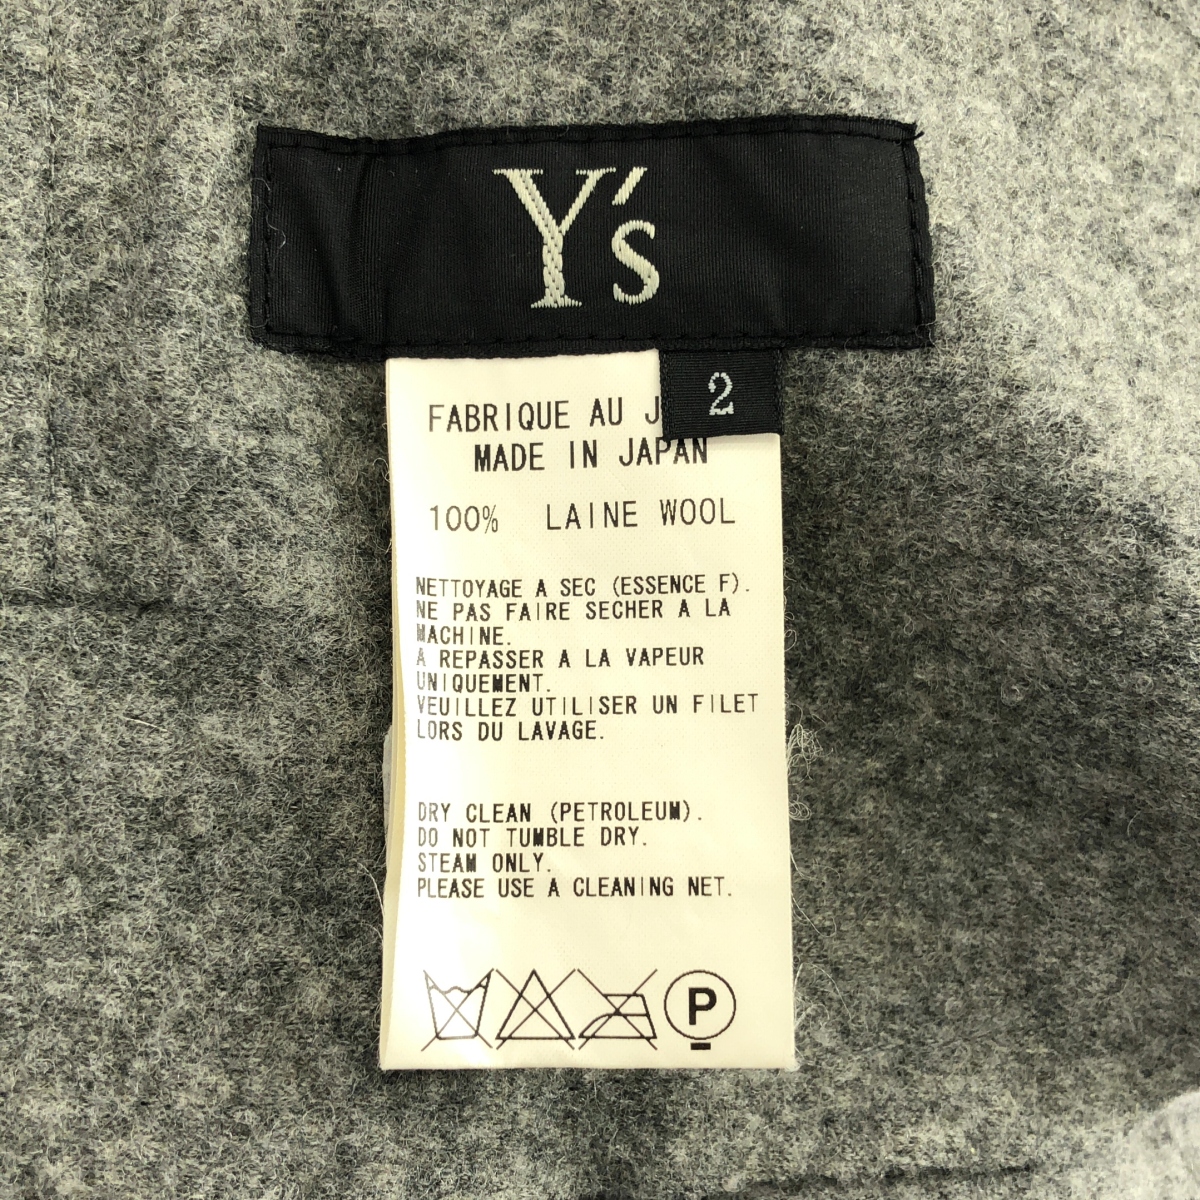 Y's
2
FABRIQUE AU
MADE IN JAPAN
100% LAINE WOOL
NETTOYAGE A SEC (ESSENCE F).
NE PAS FAIRE SECHER A LA
MACHINE.
A REPASSER A LA VAPEUR
UNIQUEMENT.
VEUILLEZ UTILISER UN FILET
LORS DU LAVAGE.
DRY CLEAN (PETROLEUM).
DO NOT TUMBLE DRY.
STEAM ONLY.
PLEASE USE A CLEANING NET.
P